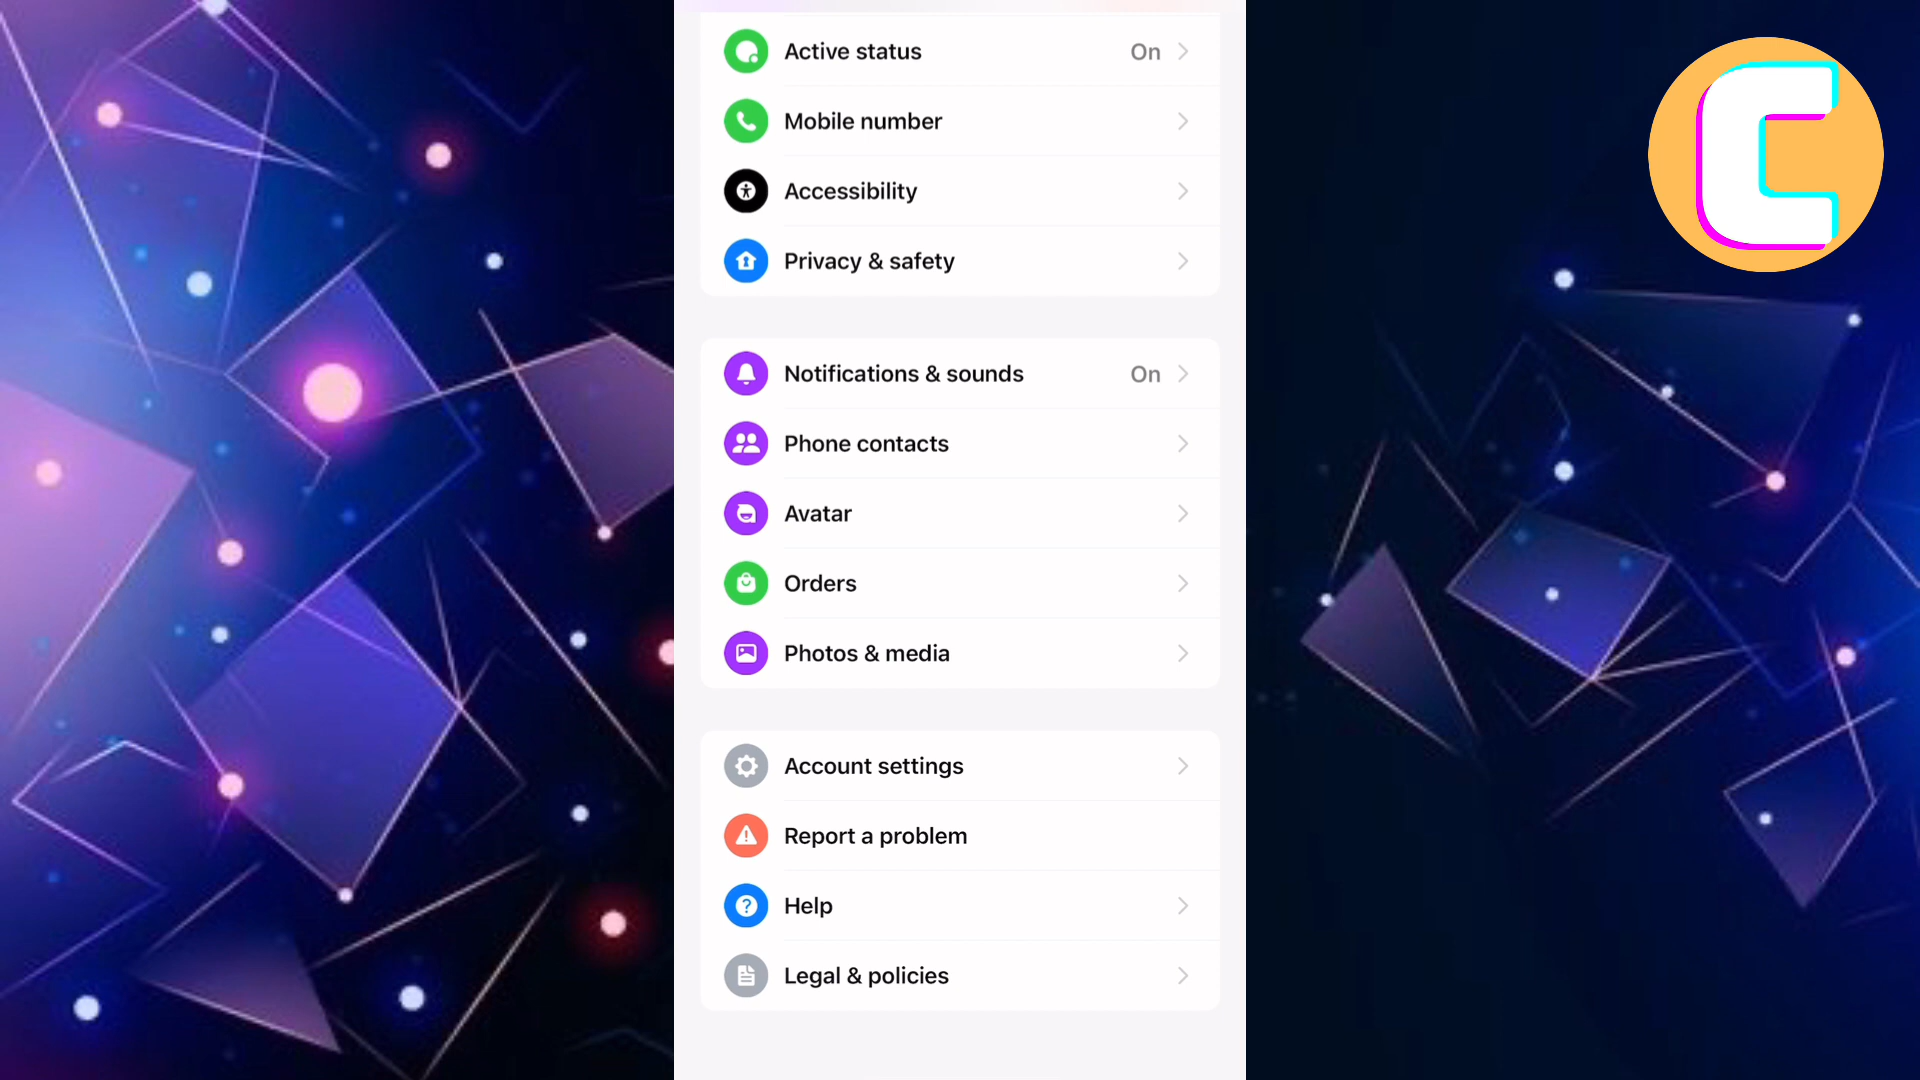 Active status On
Mobile number
Accessibility
Privacy & safety
Notifications & sounds On
Phone contacts
Avatar
Orders
Photos & media
Account settings
Report a problem
Help
Legal & policies
C